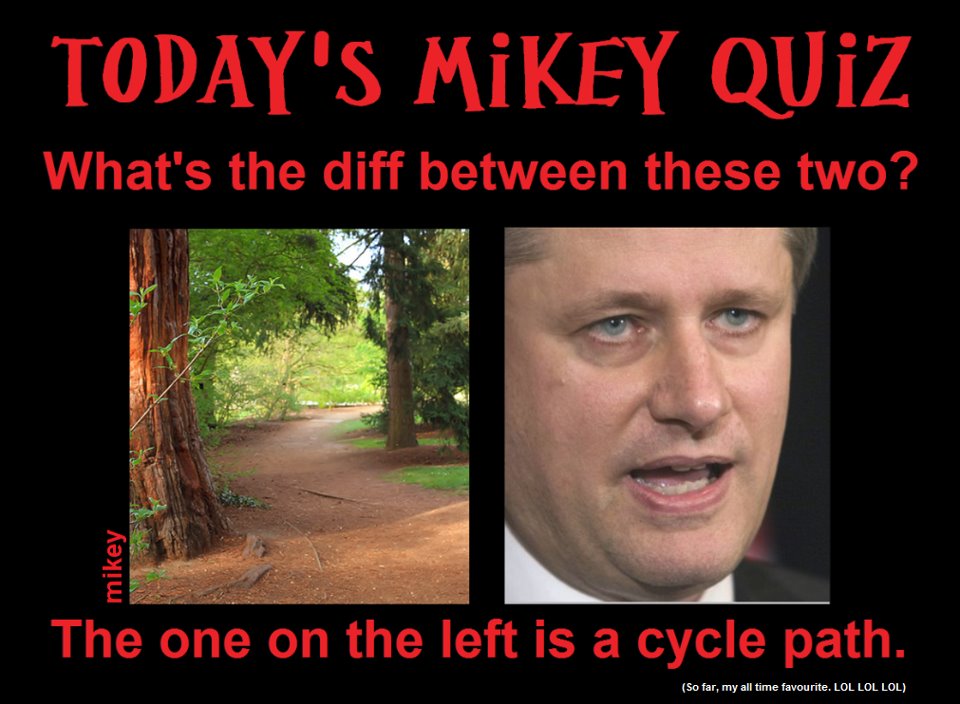 TODAY'S MiKEY QUiZ
What's the diff between these two?
mikey
The one on the left is a cycle path.
(So far, my all time favourite. LOL LOL LOL)